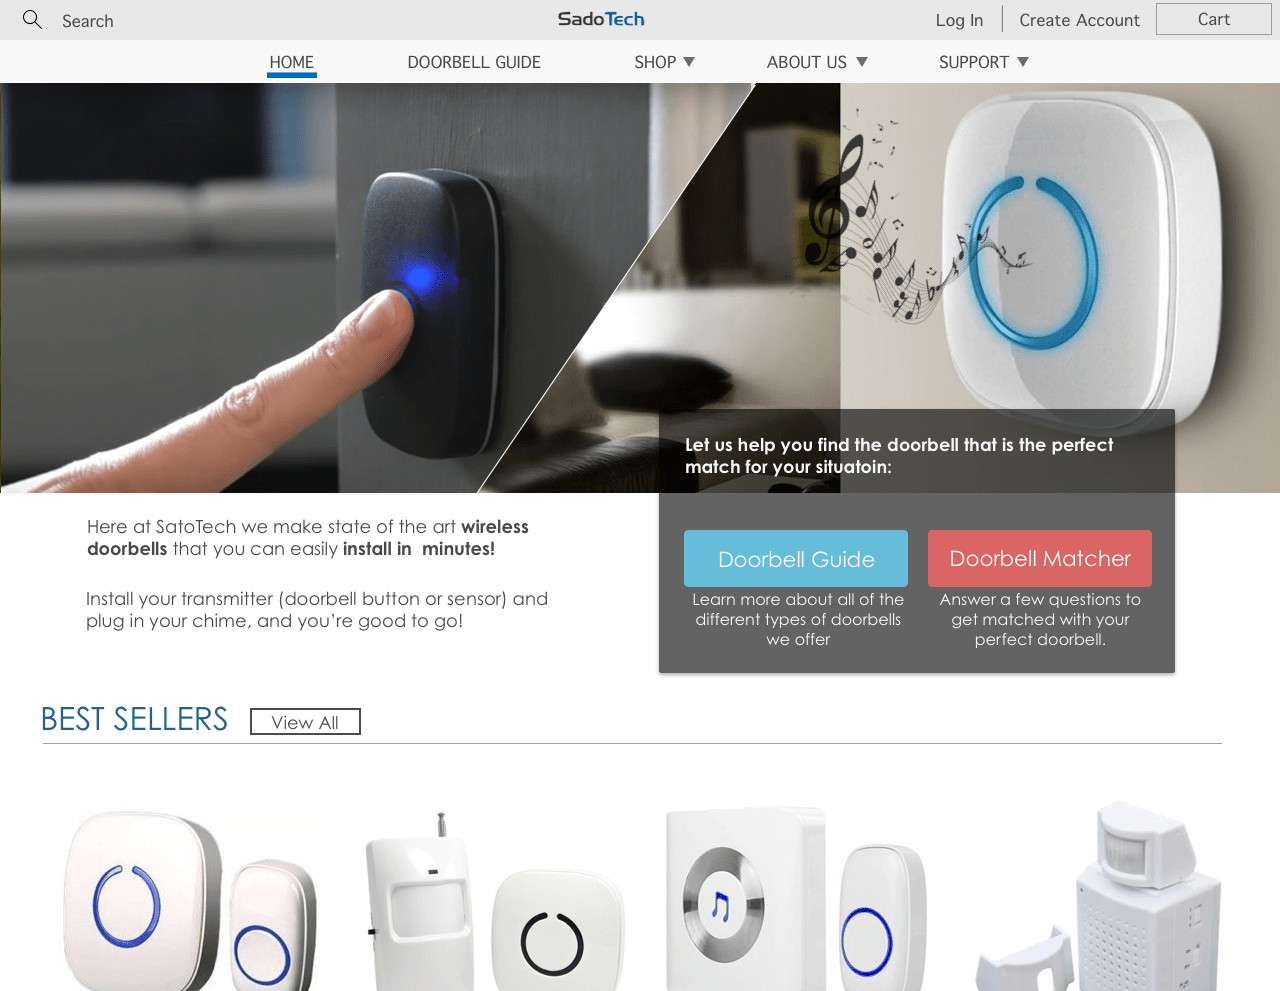 Search
SadoTech
Log In
Create Account
Cart
HOME
DOORBELL GUIDE
SHOP
ABOUT US
SUPPORT
Let us help you find the doorbell that is the perfect
match for your situatoin:
Here at SatoTech we make state of the art wireless
doorbells that you can easily install in  minutes!
Install your transmitter (doorbell button or sensor) and
plug in your chime, and you’re good to go!
Doorbell Guide
Learn more about all of the
different types of doorbells
we offer
Doorbell Matcher
Answer a few questions to
get matched with your
perfect doorbell.
BEST SELLERS
View All